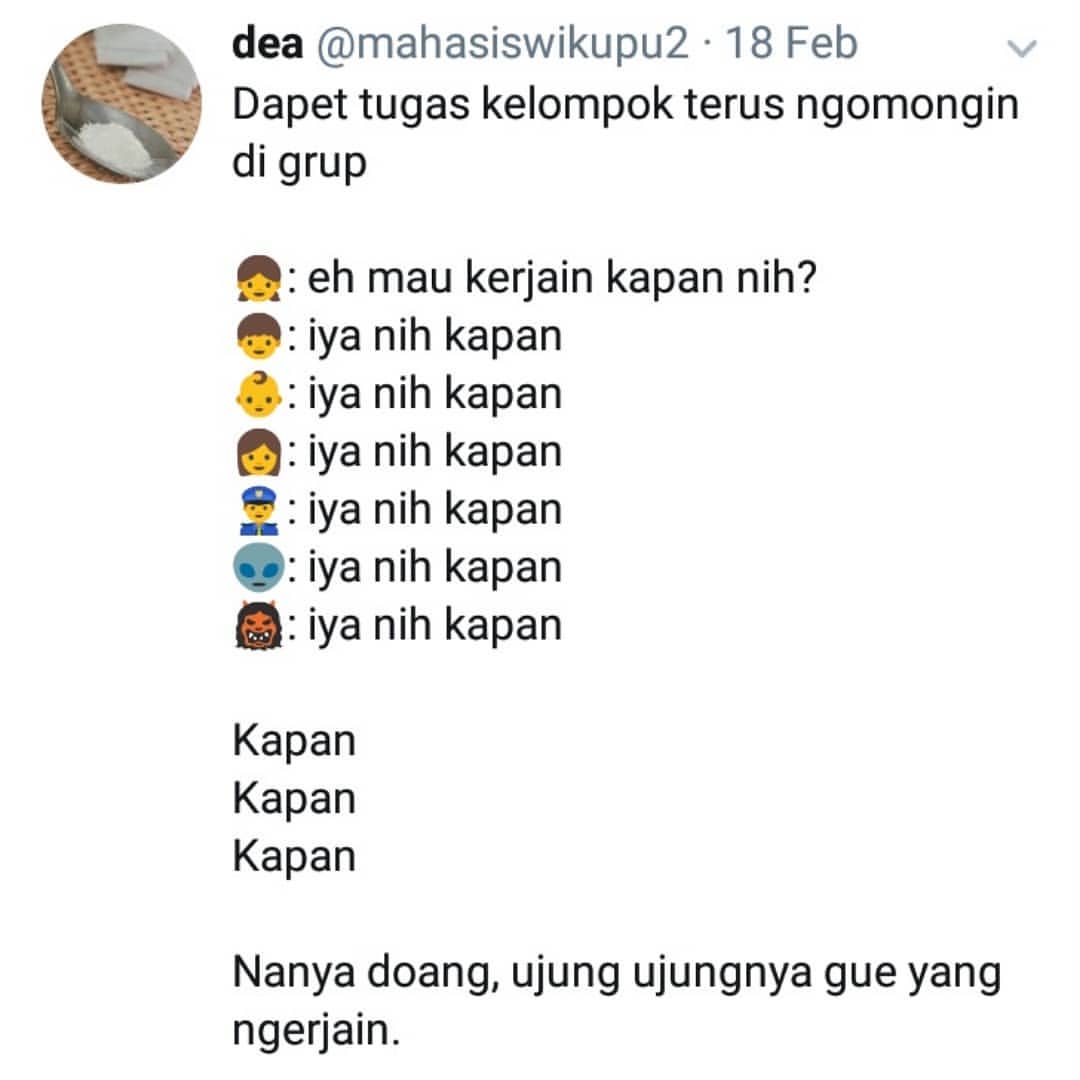 dea @mahasiswikupu2 · 18 Feb
Dapet tugas kelompok terus ngomongin
di grup
👧: eh mau kerjain kapan nih?
👦: iya nih kapan
👶: iya nih kapan
👩: iya nih kapan
👮: iya nih kapan
👽: iya nih kapan
👹: iya nih kapan
Kapan
Kapan
Kapan
Nanya doang, ujung ujungnya gue yang
ngerjain.